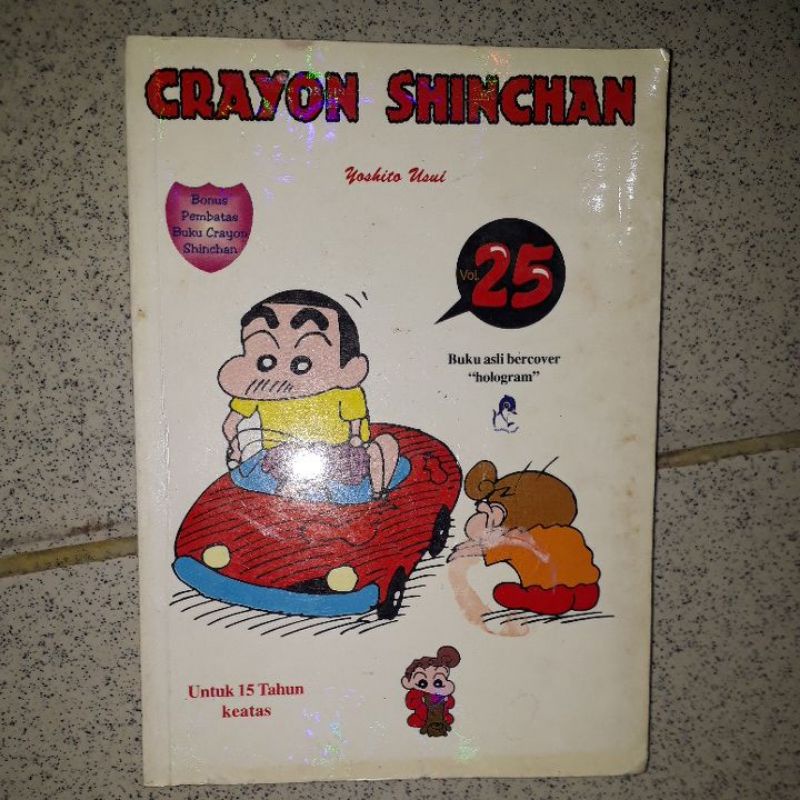 CRAYON SHINCHAN
Yoshito Usui
Bonus
Pembatas
Buku Crayon
Shinchan
Vol. 25
Buku asli bercover
“hologram”
Untuk 15 Tahun
keatas